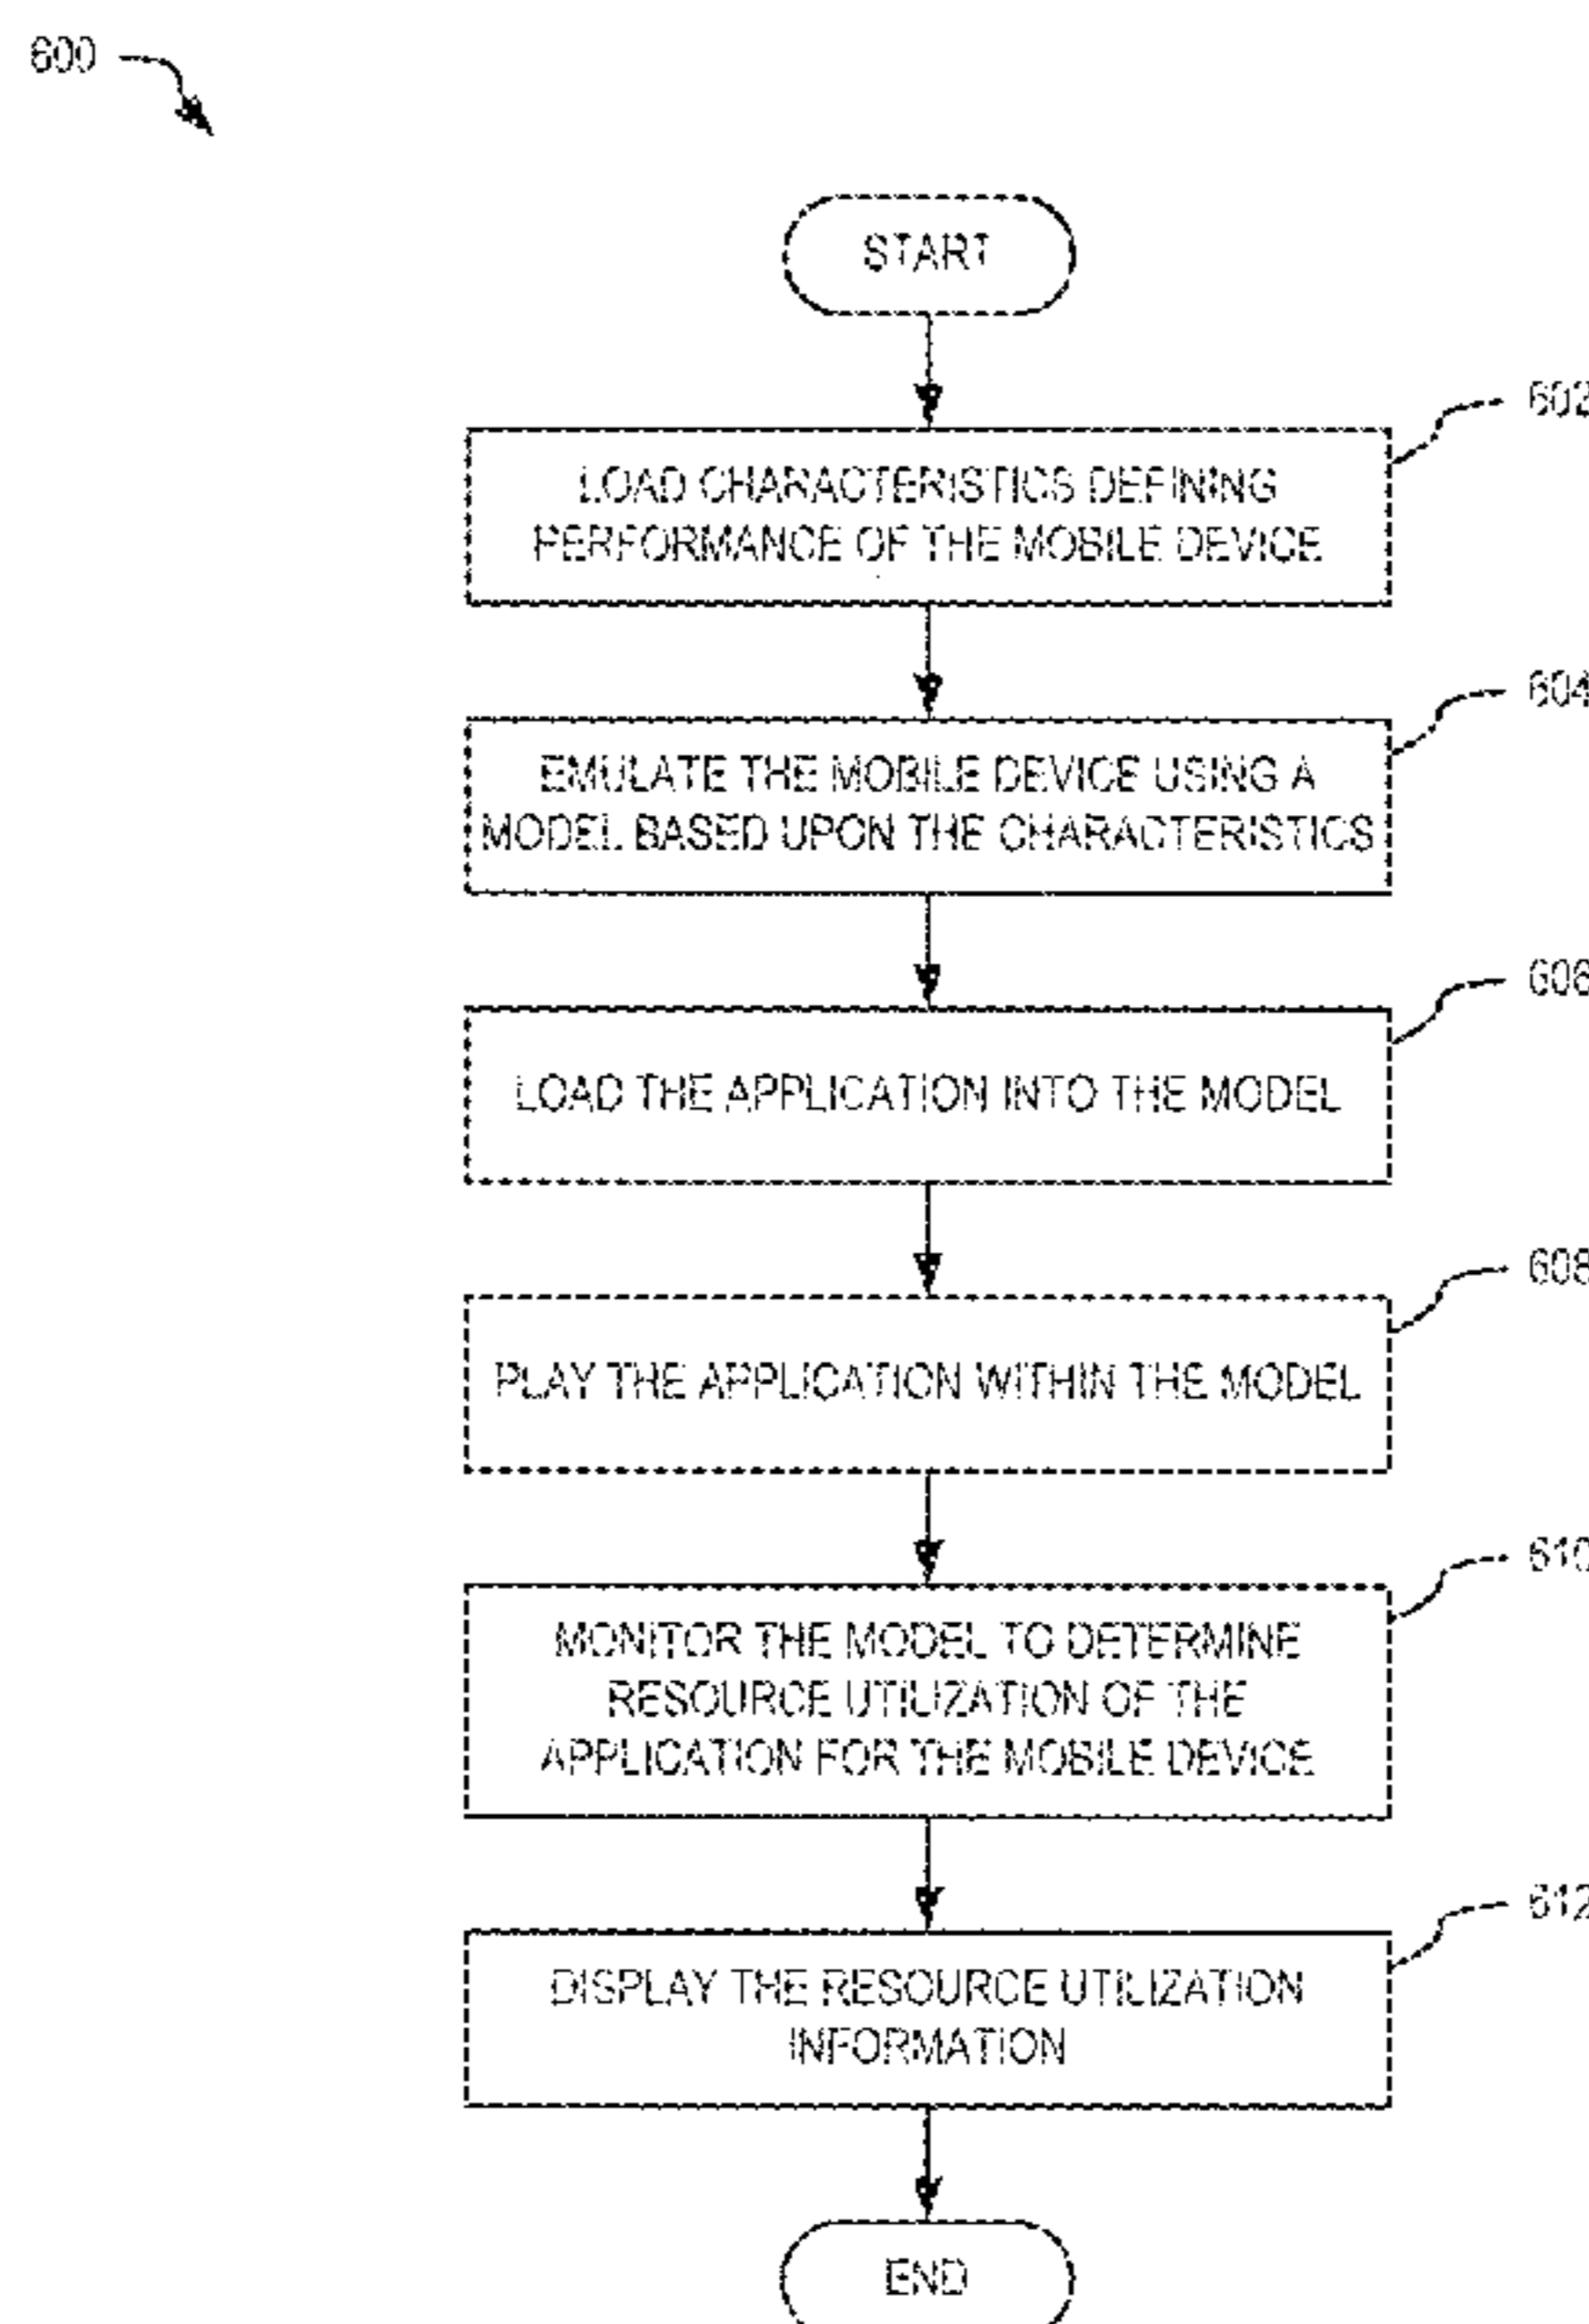 600
START
602
LOAD CHARACTERISTICS DEFINING
PERFORMANCE OF THE MOBILE DEVICE
604
EMULATE THE MOBILE DEVICE USING A
MODEL BASED UPON THE CHARACTERISTICS
606
LOAD THE APPLICATION INTO THE MODEL
608
PLAY THE APPLICATION WITHIN THE MODEL
610
MONITOR THE MODEL TO DETERMINE
RESOURCE UTILIZATION OF THE
APPLICATION FOR THE MOBILE DEVICE
612
DISPLAY THE RESOURCE UTILIZATION
INFORMATION
END